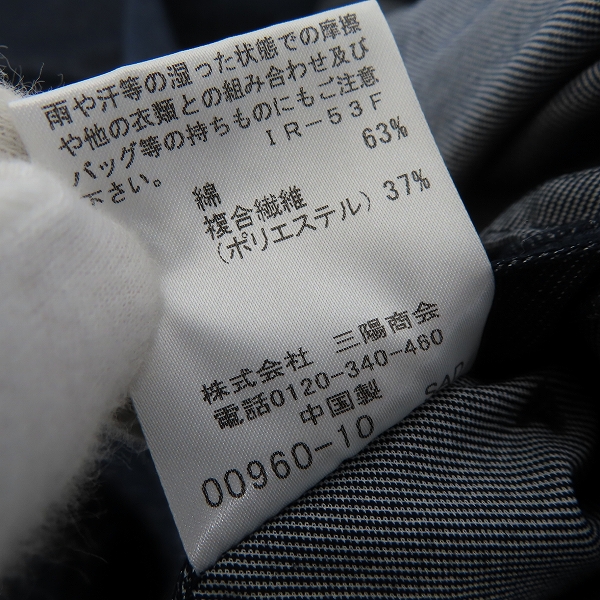 雨や汗等の湿った状態での摩擦
や他の衣類との組み合わせ及び
バッグ等の持ちものにもご注意
下さい。
IR-53F
綿 63%
複合繊維
(ポリエステル) 37%
株式会社 三陽商会
電話0120-340-460
中国製
00960-10